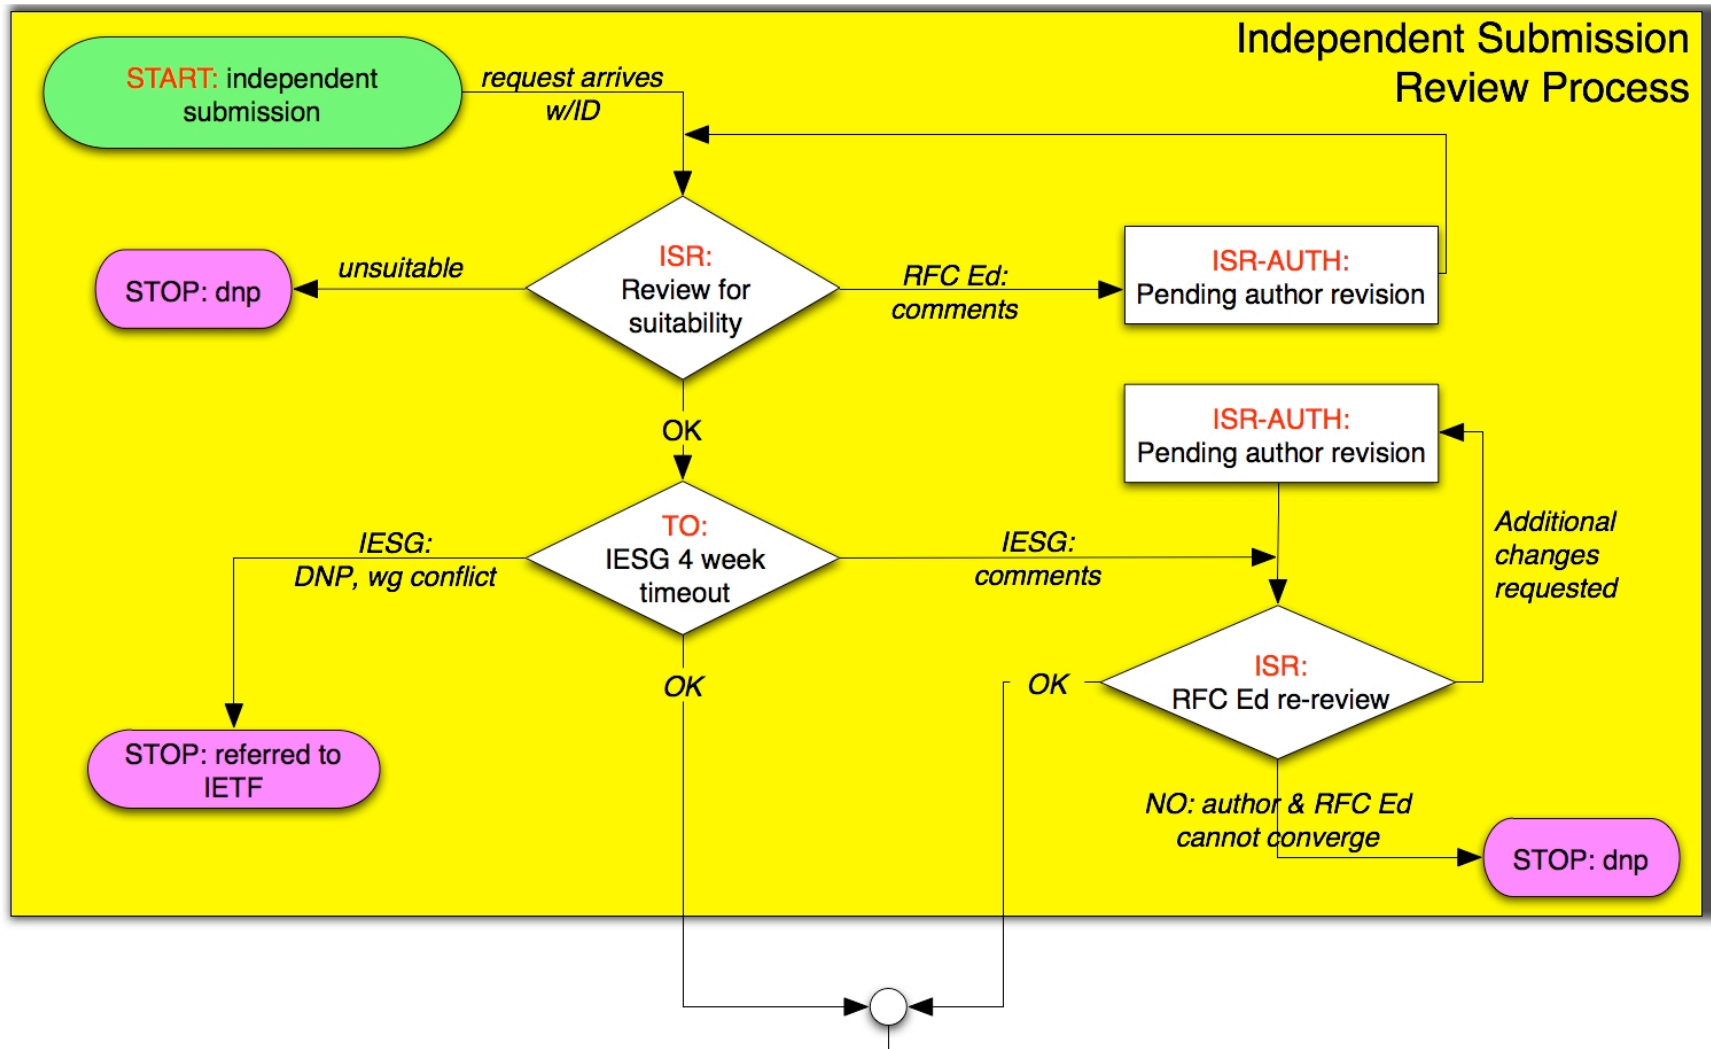 Independent Submission
Review Process
START: independent
submission
request arrives
w/ID
ISR:
Review for
suitability
unsuitable
STOP: dnp
RFC Ed:
comments
ISR-AUTH:
Pending author revision
OK
ISR-AUTH:
Pending author revision
TO:
IESG 4 week
timeout
IESG:
DNP, wg conflict
IESG:
comments
Additional
changes
requested
STOP: referred to
IETF
OK
OK
ISR:
RFC Ed re-review
NO: author & RFC Ed
cannot converge
STOP: dnp